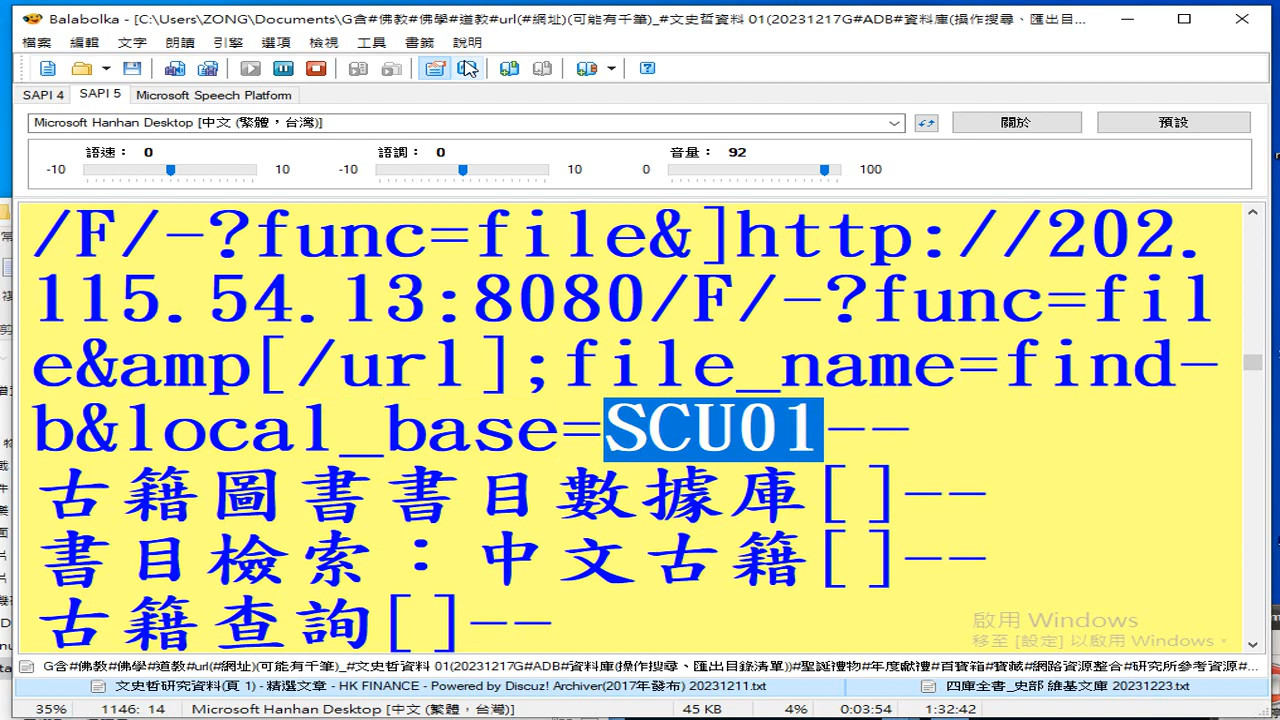 Balabolka - [C:\Users\ZONG\Documents\G含#佛教#佛學#道教#url(#網址)(可能有千筆)_#文史哲資料 01(20231217G#ADB#資料庫(操作搜尋、匯出目...
檔案 編輯 文字 朗讀 引擎 選項 檢視 工具 書籤 說明
SAPI 4 SAPI 5 Microsoft Speech Platform
Microsoft Hanhan Desktop [中文 (繁體，台灣)] 關於 預設
語速： 0 語調： 0 音量： 92
-10 10 -10 10 0 100
/F/-?func=file&]http://202.
115.54.13:8080/F/-?func=fil
e&amp[/url];file_name=find-
b&local_base=SCU01--
古籍圖書書目數據庫[]--
書目檢索：中文古籍[]--
古籍查詢[]--
啟用 Windows
移至 [設定] 以啟用 Windows。
G含#佛教#佛學#道教#url(#網址)(可能有千筆)_#文史哲資料 01(20231217G#ADB#資料庫(操作搜尋、匯出目錄清單))#聖誕禮物#年度獻禮#百寶箱#寶藏#網路資源整合#研究所參考資源#...
文史哲研究資料(頁 1) - 精選文章 - HK FINANCE - Powered by Discuz! Archiver(2017年發布) 20231211.txt 四庫全書_史部 維基文庫 20231223.txt
35% 1146: 14 Microsoft Hanhan Desktop [中文 (繁體，台灣)] 45 KB 4% 0:03:54 1:32:42